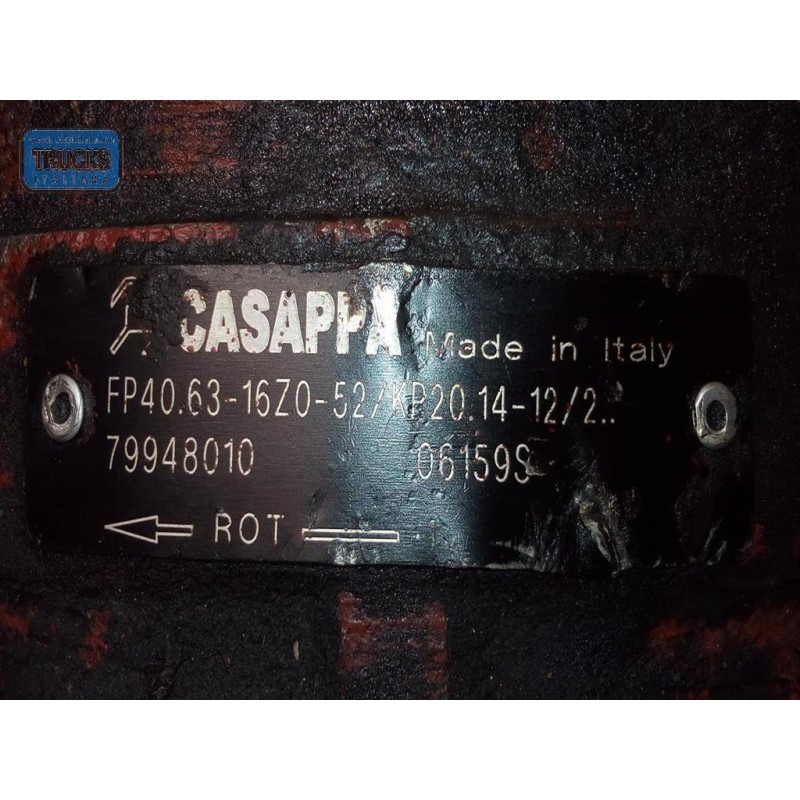 TRUCKS
CASAPPA Made in Italy
FP40.63-16Z0-52/KP20.14-12/2..
79948010 06159S
ROT